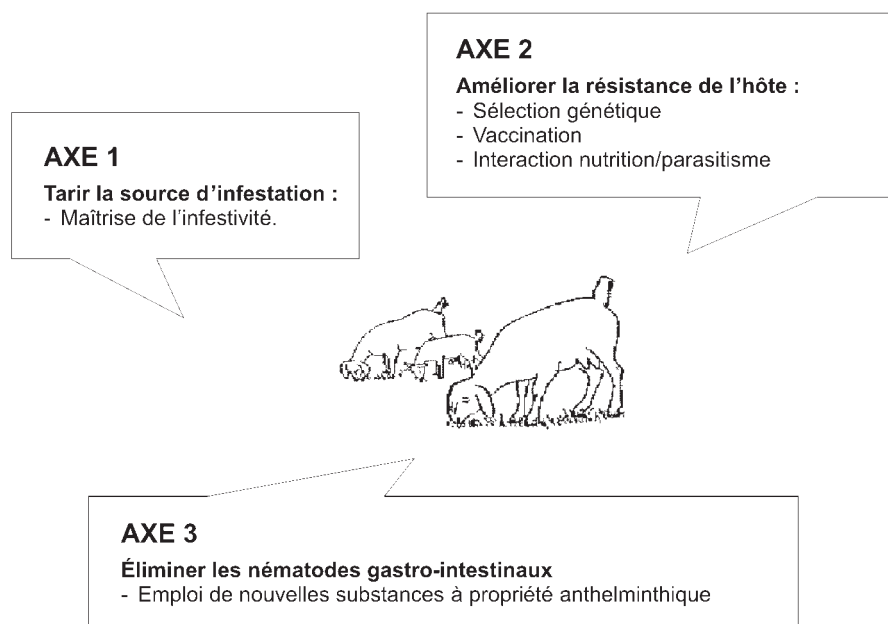 AXE 1
Tarir la source d'infestation :
- Maîtrise de l'infestivité.
AXE 2
Améliorer la résistance de l'hôte :
- Sélection génétique
- Vaccination
- Interaction nutrition/parasitisme
AXE 3
Éliminer les nématodes gastro-intestinaux
- Emploi de nouvelles substances à propriété anthelminthique